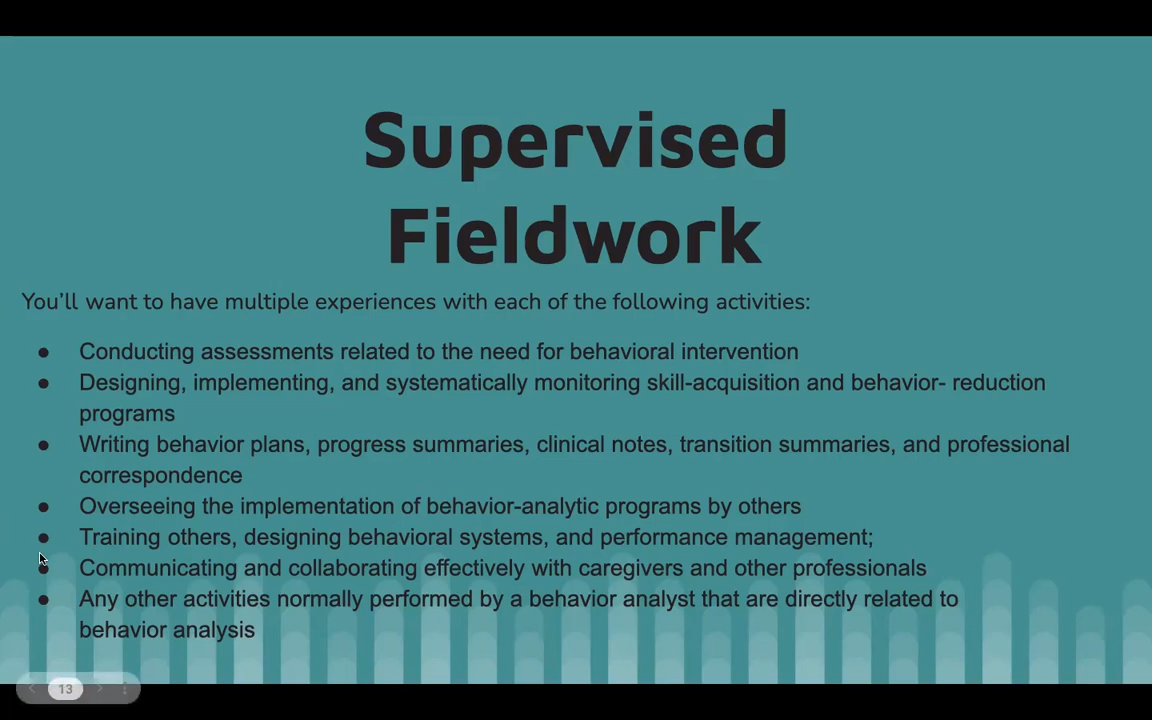 Supervised
Fieldwork
You'll want to have multiple experiences with each of the following activities:
● Conducting assessments related to the need for behavioral intervention
● Designing, implementing, and systematically monitoring skill-acquisition and behavior- reduction
programs
● Writing behavior plans, progress summaries, clinical notes, transition summaries, and professional
correspondence
● Overseeing the implementation of behavior-analytic programs by others
● Training others, designing behavioral systems, and performance management;
● Communicating and collaborating effectively with caregivers and other professionals
● Any other activities normally performed by a behavior analyst that are directly related to
behavior analysis
13